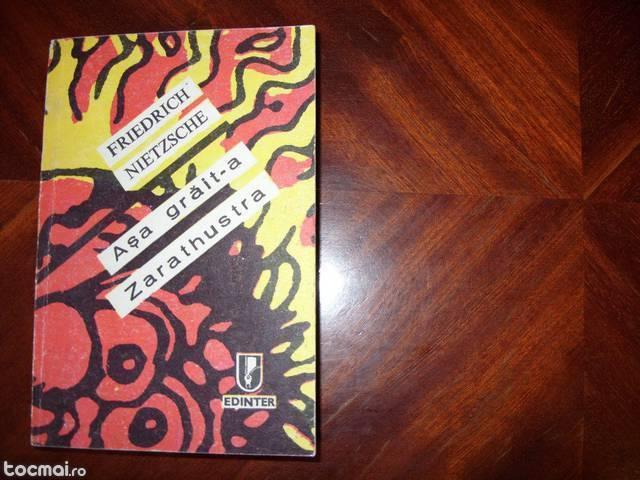 FRIEDRICH
NIETZSCHE
Așa grăit-a
Zarathustra
EDINTER
tocmai.ro